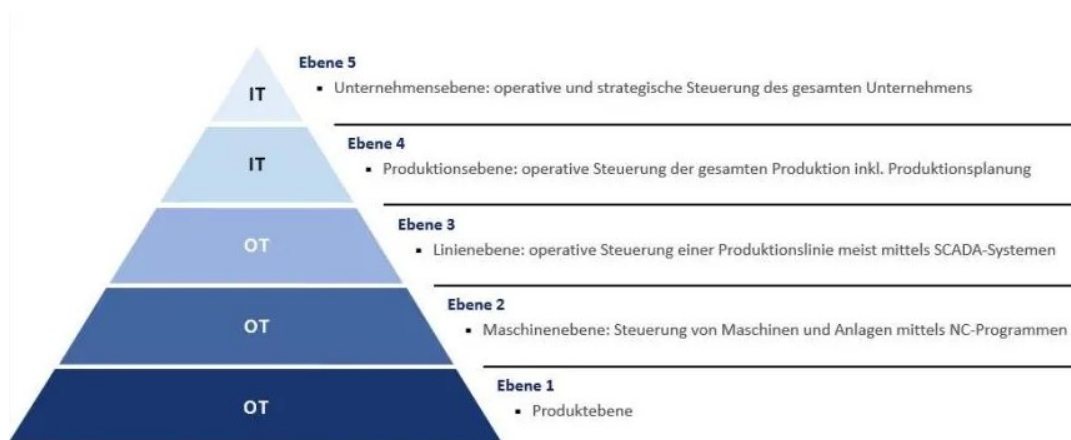 Ebene 5
IT
▪ Unternehmensebene: operative und strategische Steuerung des gesamten Unternehmens
Ebene 4
IT
▪ Produktionsebene: operative Steuerung der gesamten Produktion inkl. Produktionsplanung
Ebene 3
OT
▪ Linienebene: operative Steuerung einer Produktionslinie meist mittels SCADA-Systemen
Ebene 2
OT
▪ Maschinenebene: Steuerung von Maschinen und Anlagen mittels NC-Programmen
Ebene 1
OT
▪ Produktebene